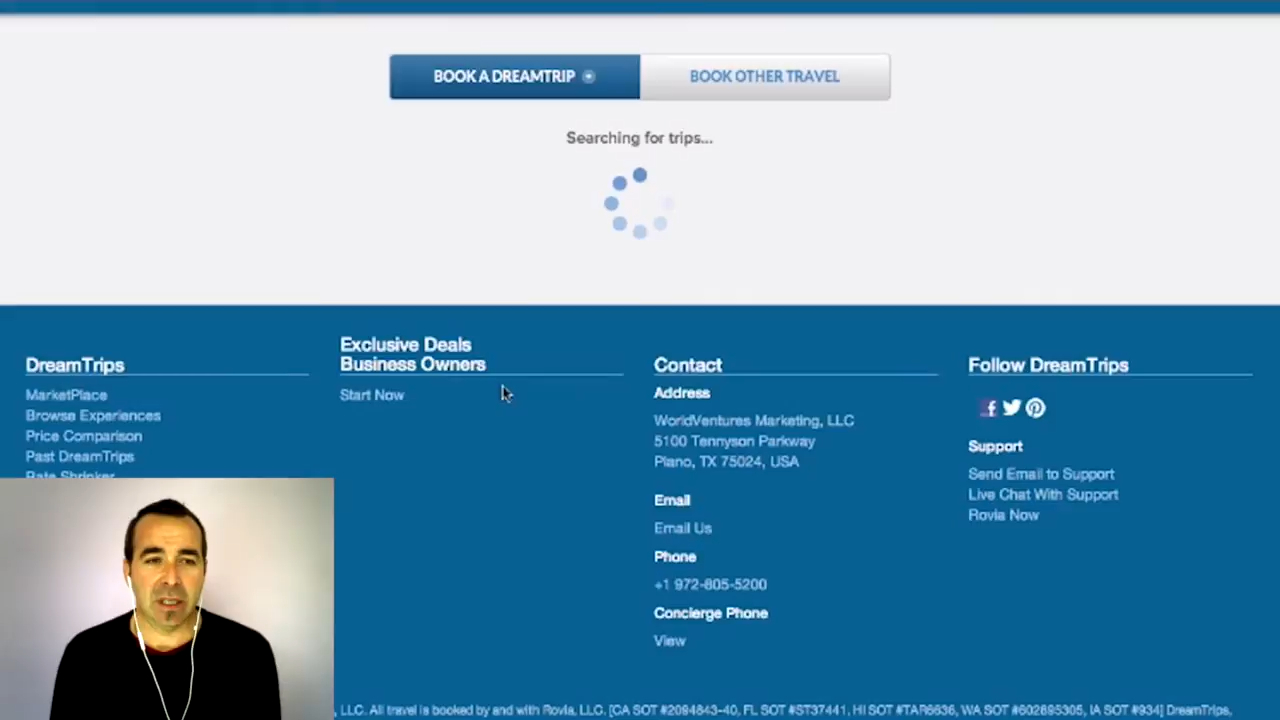 BOOK A DREAMTRIP
BOOK OTHER TRAVEL
Searching for trips...
DreamTrips
MarketPlace
Browse Experiences
Price Comparison
Past DreamTrips
Rate Shrinker
Exclusive Deals
Business Owners
Start Now
Contact
Address
WorldVentures Marketing, LLC
5100 Tennyson Parkway
Plano, TX 75024, USA
Email
Email Us
Phone
+1 972-805-5200
Concierge Phone
View
Follow DreamTrips
Support
Send Email to Support
Live Chat With Support
Rovia Now
, LLC. All travel is booked by and with Rovia, LLC. [CA SOT #2094843-40, FL SOT #ST37441, HI SOT #TAR6636, WA SOT #602895305, IA SOT #934] DreamTrips,